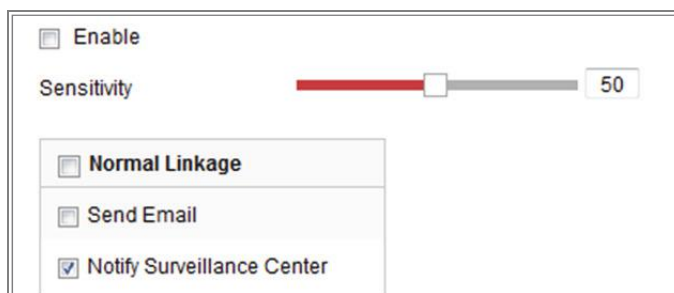 Enable
Sensitivity 50
Normal Linkage
Send Email
Notify Surveillance Center